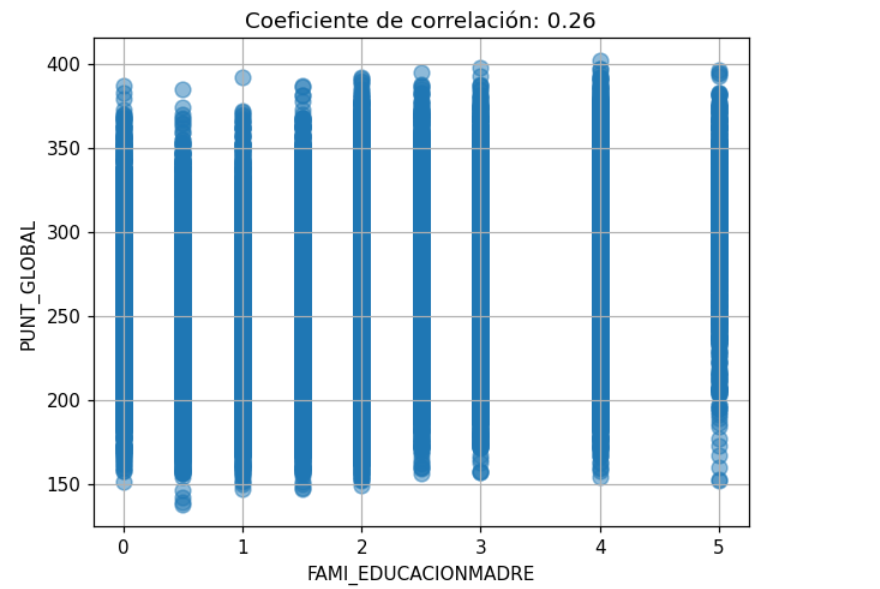 Coeficiente de correlación: 0.26
400
350
300
250
200
150
PUNT_GLOBAL
0 1 2 3 4 5
FAMI_EDUCACIONMADRE